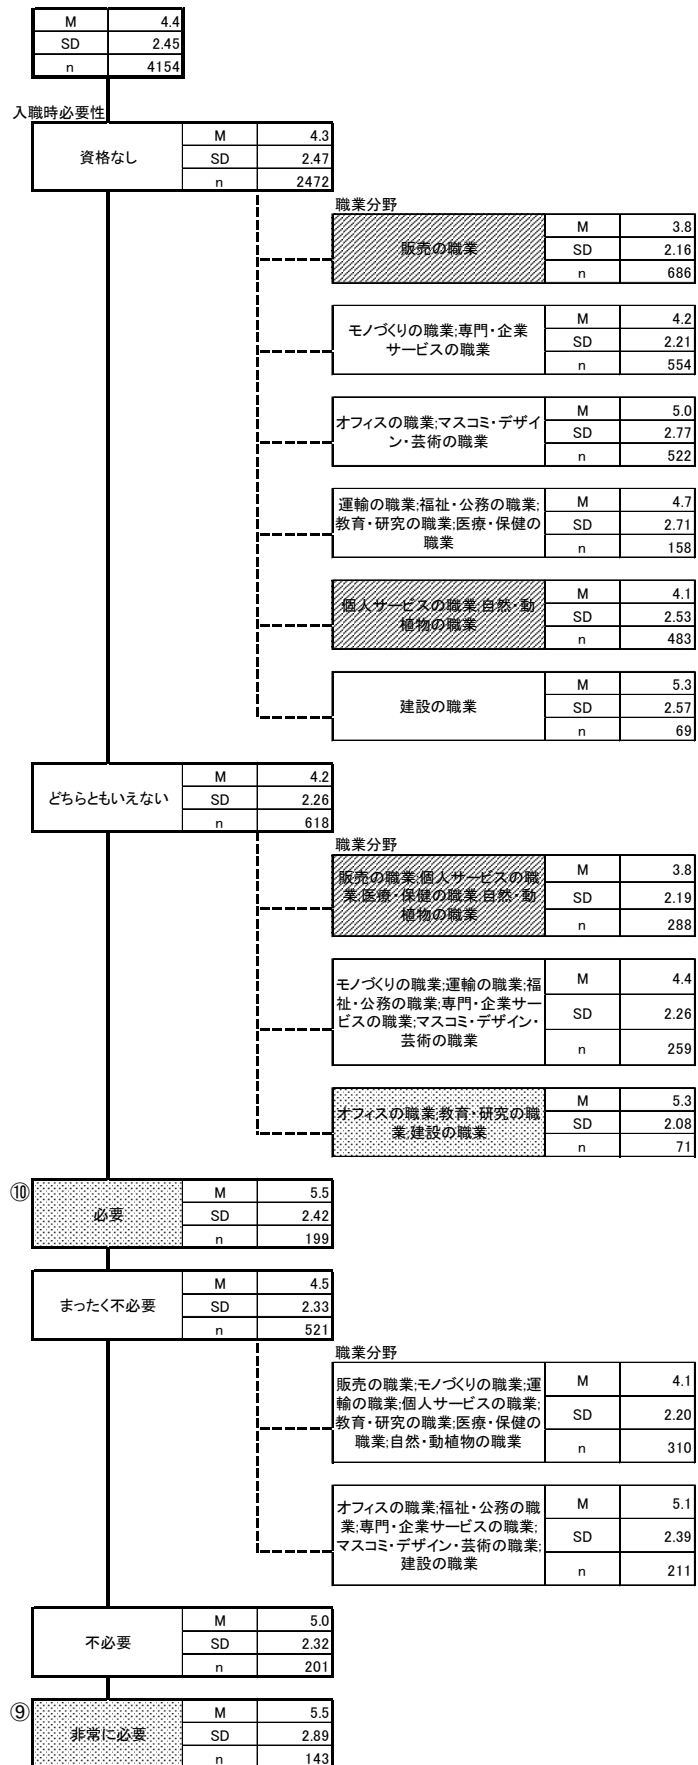 M 4.4
SD 2.45
n 4154
入職時必要性
資格なし
M 4.3
SD 2.47
n 2472
職業分野
販売の職業
M 3.8
SD 2.16
n 686
モノづくりの職業;専門・企業
サービスの職業
M 4.2
SD 2.21
n 554
オフィスの職業;マスコミ・デザイ
ン・芸術の職業
M 5.0
SD 2.77
n 522
運輸の職業;福祉・公務の職業;
教育・研究の職業;医療・保健の
職業
M 4.7
SD 2.71
n 158
個人サービスの職業;自然・動
植物の職業
M 4.1
SD 2.53
n 483
建設の職業
M 5.3
SD 2.57
n 69
どちらともいえない
M 4.2
SD 2.26
n 618
職業分野
販売の職業;個人サービスの職
業;医療・保健の職業;自然・動
植物の職業
M 3.8
SD 2.19
n 288
モノづくりの職業;運輸の職業;福
祉・公務の職業;専門・企業サー
ビスの職業;マスコミ・デザイン・
芸術の職業
M 4.4
SD 2.26
n 259
オフィスの職業;教育・研究の職
業;建設の職業
M 5.3
SD 2.08
n 71
⑩
必要
M 5.5
SD 2.42
n 199
まったく不必要
M 4.5
SD 2.33
n 521
職業分野
販売の職業;モノづくりの職業;運
輸の職業;個人サービスの職業;
教育・研究の職業;医療・保健の
職業;自然・動植物の職業
M 4.1
SD 2.20
n 310
オフィスの職業;福祉・公務の職
業;専門・企業サービスの職業;
マスコミ・デザイン・芸術の職業;
建設の職業
M 5.1
SD 2.39
n 211
不必要
M 5.0
SD 2.32
n 201
⑨
非常に必要
M 5.5
SD 2.89
n 143